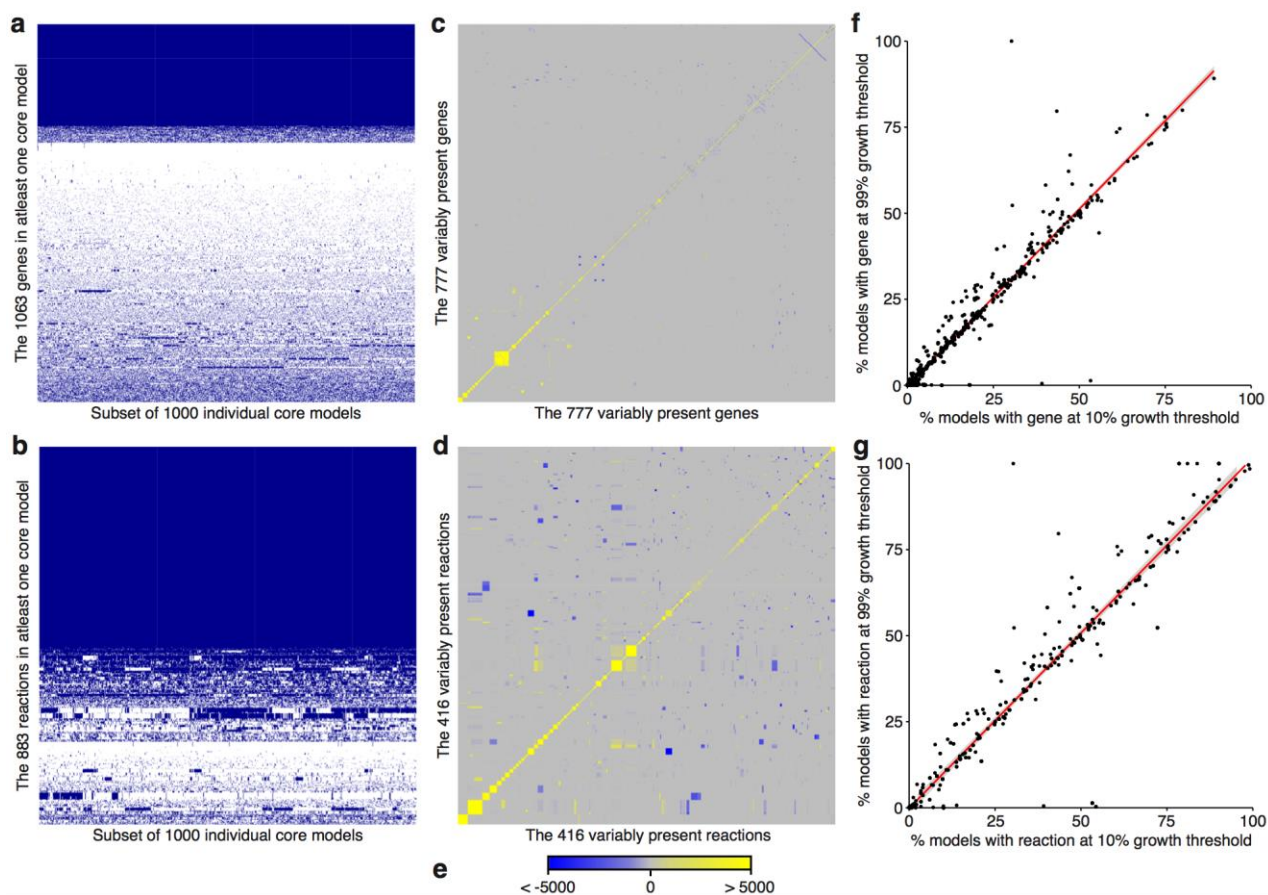 a
The 1063 genes in atleast one core model
Subset of 1000 individual core models
b
The 883 reactions in atleast one core model
Subset of 1000 individual core models
c
The 777 variably present genes
The 777 variably present genes
d
The 416 variably present reactions
The 416 variably present reactions
e
< -5000 0 >5000
f
100
75
50
25
0
% models with gene at 99% growth threshold
0 25 50 75 100
% models with gene at 10% growth threshold
g
100
75
50
25
0
% models with reaction at 99% growth threshold
0 25 50 75 100
% models with reaction at 10% growth threshold